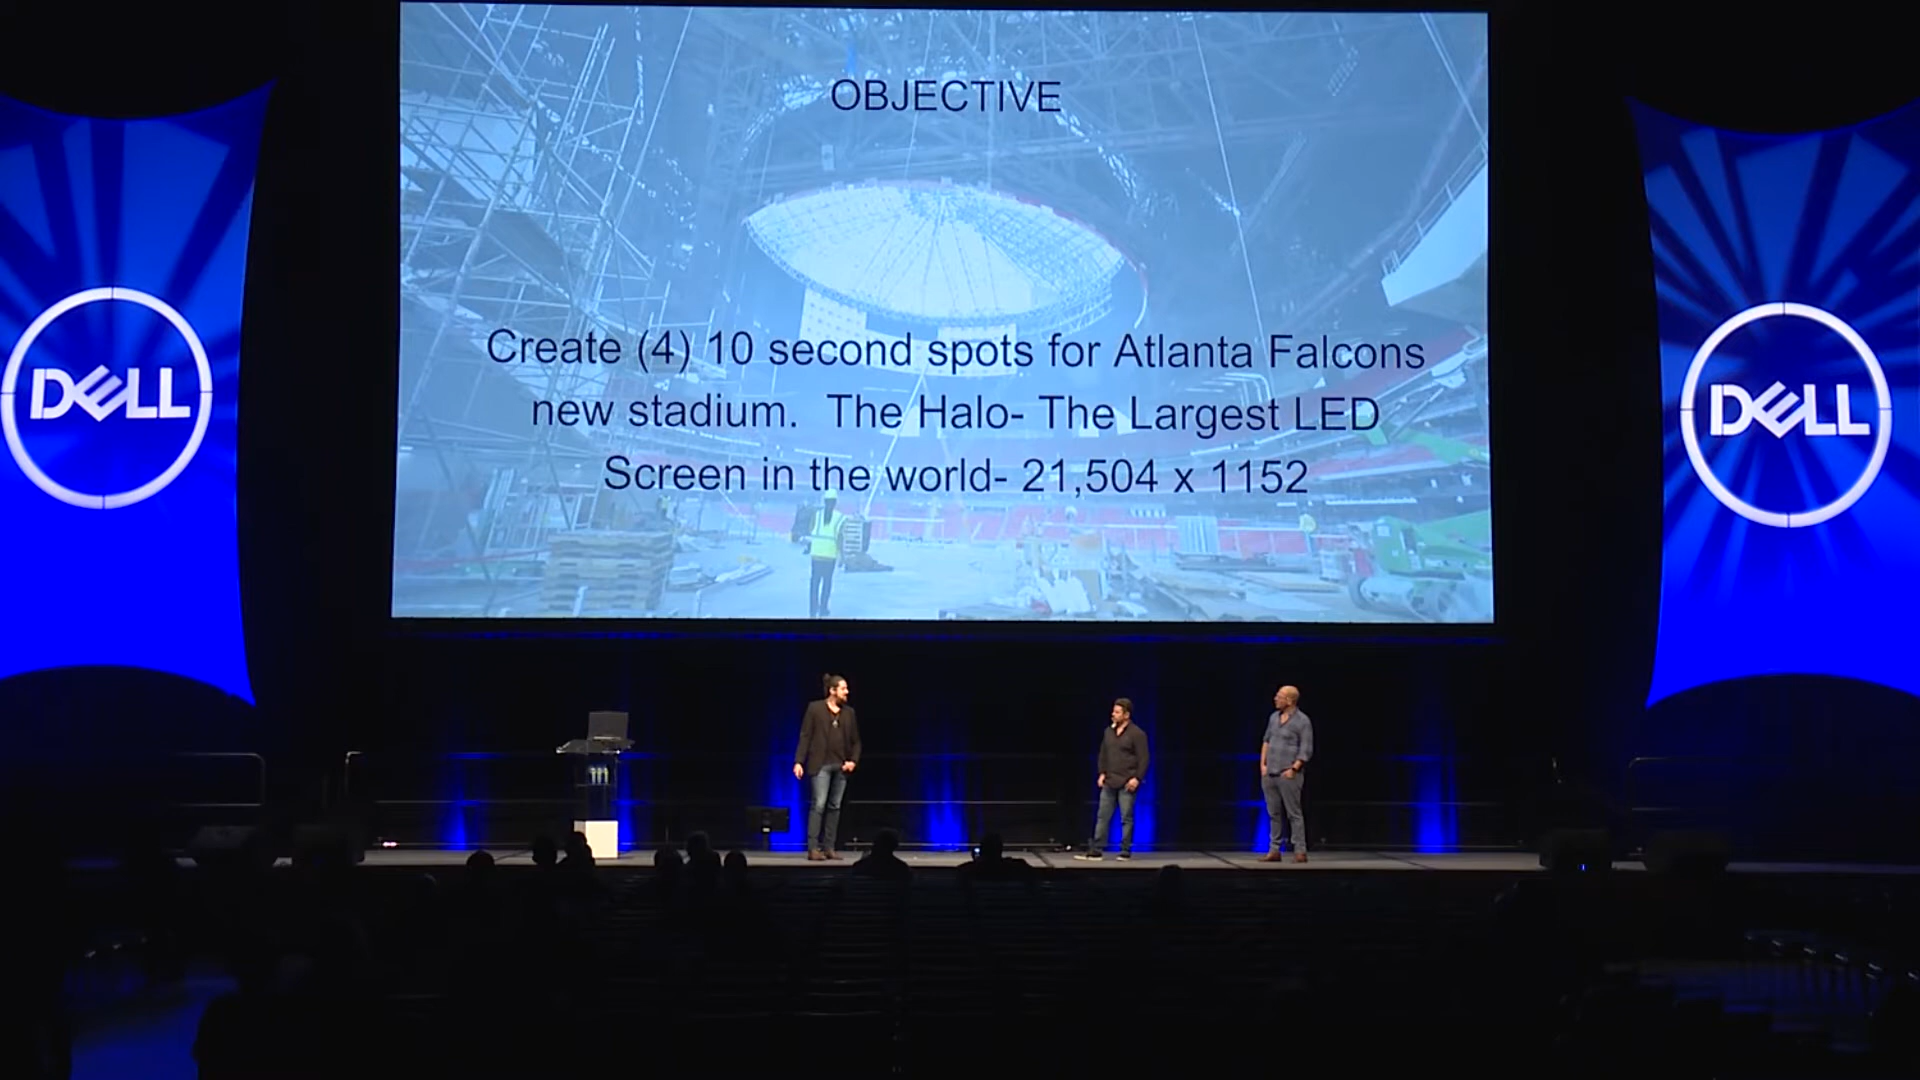 OBJECTIVE
Create (4) 10 second spots for Atlanta Falcons
new stadium.  The Halo- The Largest LED
Screen in the world- 21,504 x 1152
DELL
DELL